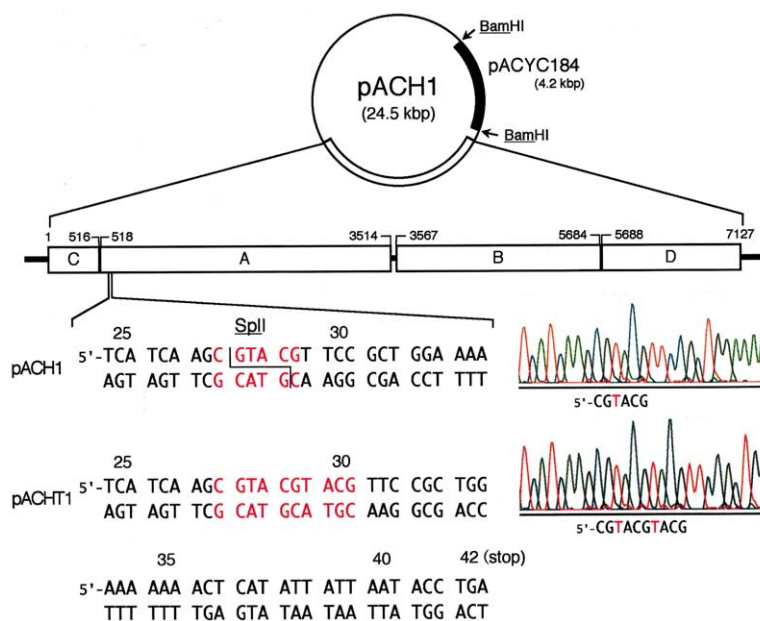 BamHI
pACYC184
(4.2 kbp)
pACH1
(24.5 kbp)
BamHI
1 516 518 3514 3567 5684 5688 7127
C A B D
25 SplI 30
pACH1
5'-TCA TCA AGC GTA CGT TCC GCT GGA AAA
AGT AGT TCG CAT GCA AGG CGA CCT TTT
5'-CGTACG
25 30
pACHT1
5'-TCA TCA AGC GTA CGT ACG TTC CGC TGG
AGT AGT TCG CAT GCA TGC AAG GCG ACC
5'-CGTACGTACG
35 40 42 (stop)
5'-AAA AAA ACT CAT ATT ATT AAT ACC TGA
TTT TTT TGA GTA TAA TAA TTA TGG ACT